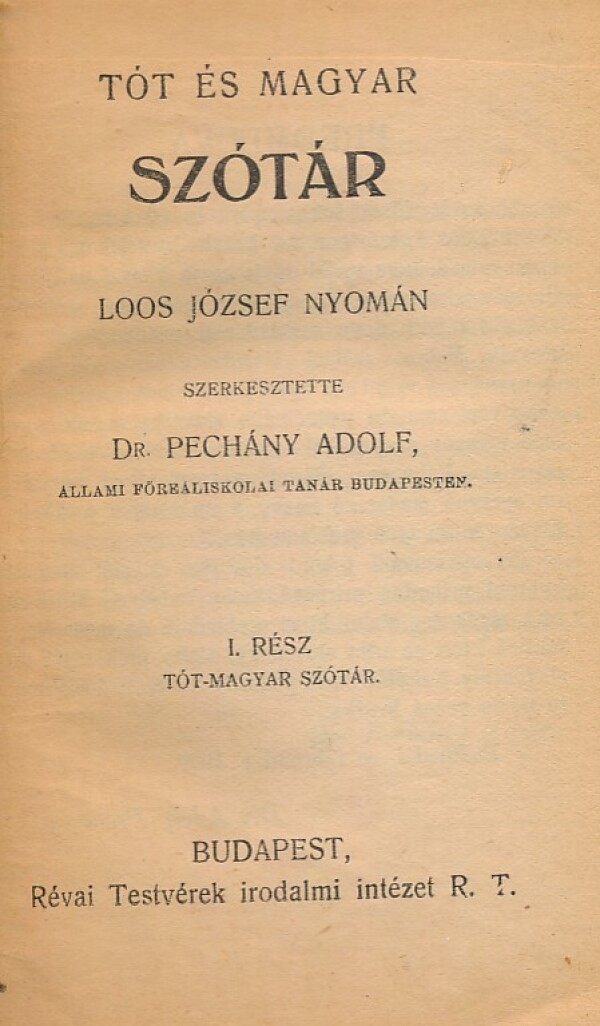 TÓT ÉS MAGYAR
SZÓTÁR
LOOS JÓZSEF NYOMÁN
SZERKESZTETTE
DR. PECHÁNY ADOLF,
ÁLLAMI FŐREÁLISKOLAI TANÁR BUDAPESTEN.
I. RÉSZ
TÓT-MAGYAR SZÓTÁR.
BUDAPEST,
Révai Testvérek irodalmi intézet R. T.